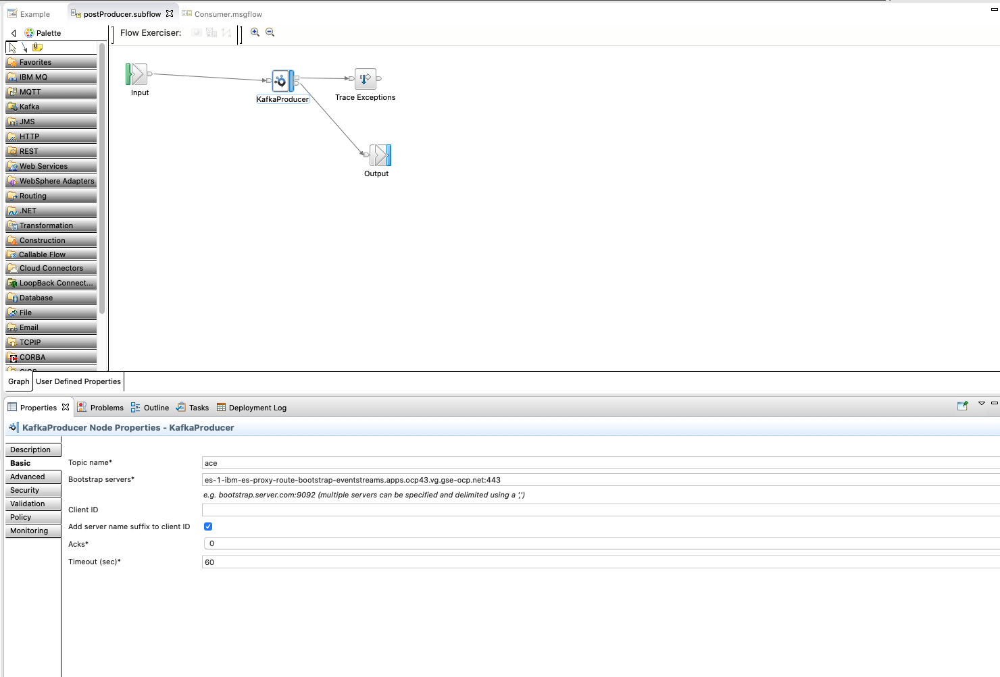 Example
postProducer.subflow
Consumer.msgflow
Palette
Flow Exerciser:
Favorites
IBM MQ
MQTT
Kafka
JMS
HTTP
REST
Web Services
WebSphere Adapters
Routing
.NET
Transformation
Construction
Callable Flow
Cloud Connectors
LoopBack Connect...
Database
File
Email
TCPIP
CORBA
Input
KafkaProducer
Trace Exceptions
Output
Graph
User Defined Properties
Properties
Problems
Outline
Tasks
Deployment Log
KafkaProducer Node Properties - KafkaProducer
Description
Basic
Advanced
Security
Validation
Policy
Monitoring
Topic name*
ace
Bootstrap servers*
es-1-ibm-es-proxy-route-bootstrap-eventstreams.apps.ocp43.vg.gse-ocp.net:443
e.g. bootstrap.server.com:9092 (multiple servers can be specified and delimited using a ',')
Client ID
Add server name suffix to client ID
Acks*
0
Timeout (sec)*
60